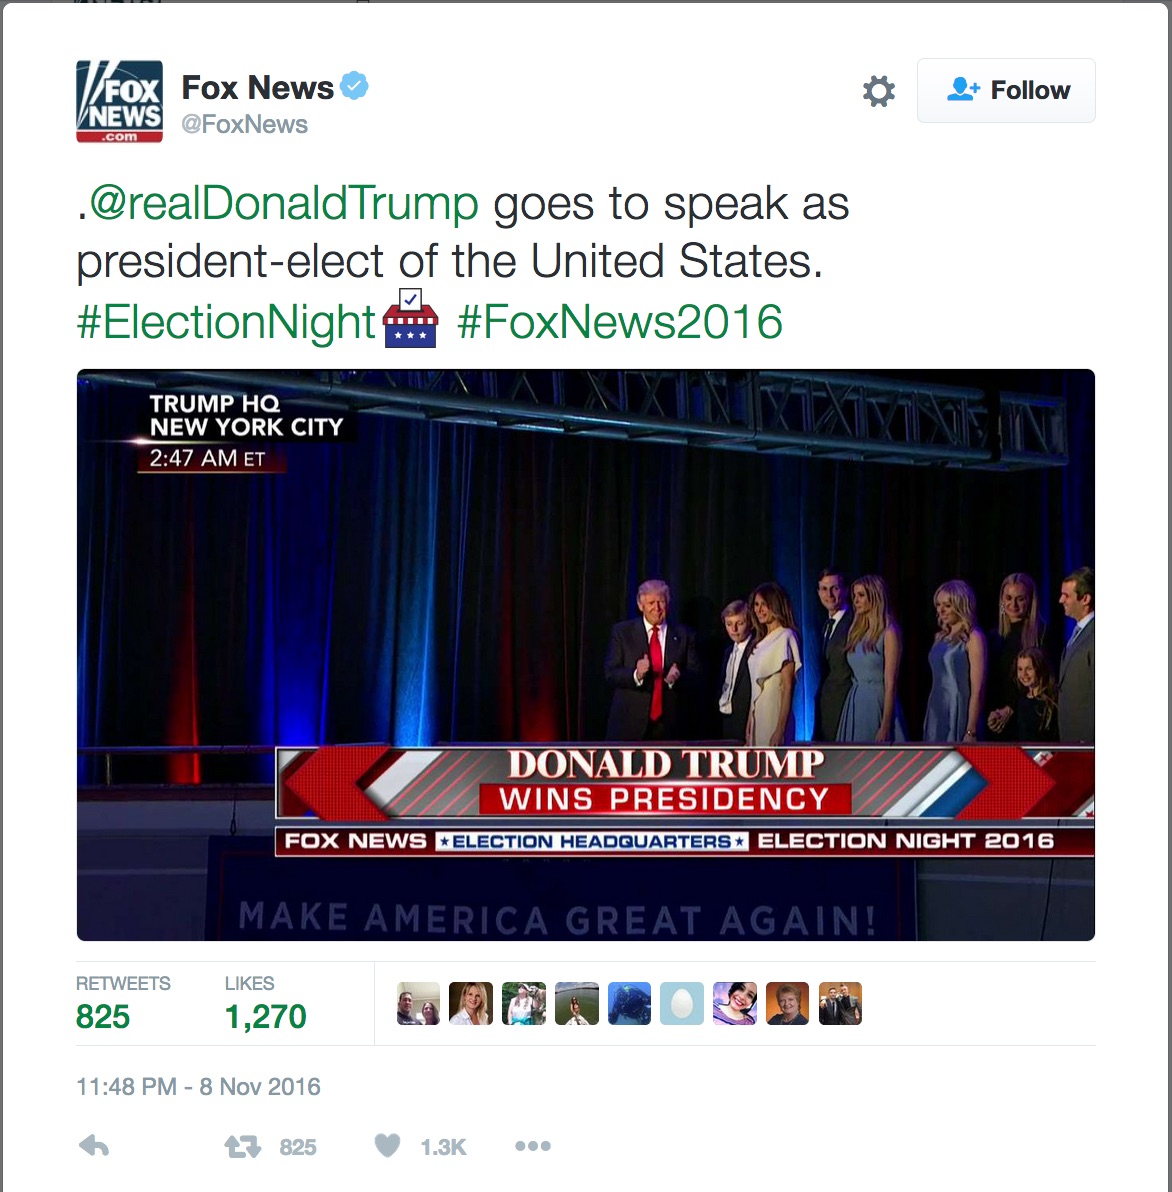 FOX
NEWS
.com
Fox News
@FoxNews
Follow
.@realDonaldTrump goes to speak as
president-elect of the United States.
#ElectionNight #FoxNews2016
TRUMP HQ
NEW YORK CITY
2:47 AM ET
DONALD TRUMP
WINS PRESIDENCY
FOX NEWS ★ELECTION HEADQUARTERS★ ELECTION NIGHT 2016
MAKE AMERICA GREAT AGAIN!
RETWEETS LIKES
825 1,270
11:48 PM - 8 Nov 2016
825 1.3K